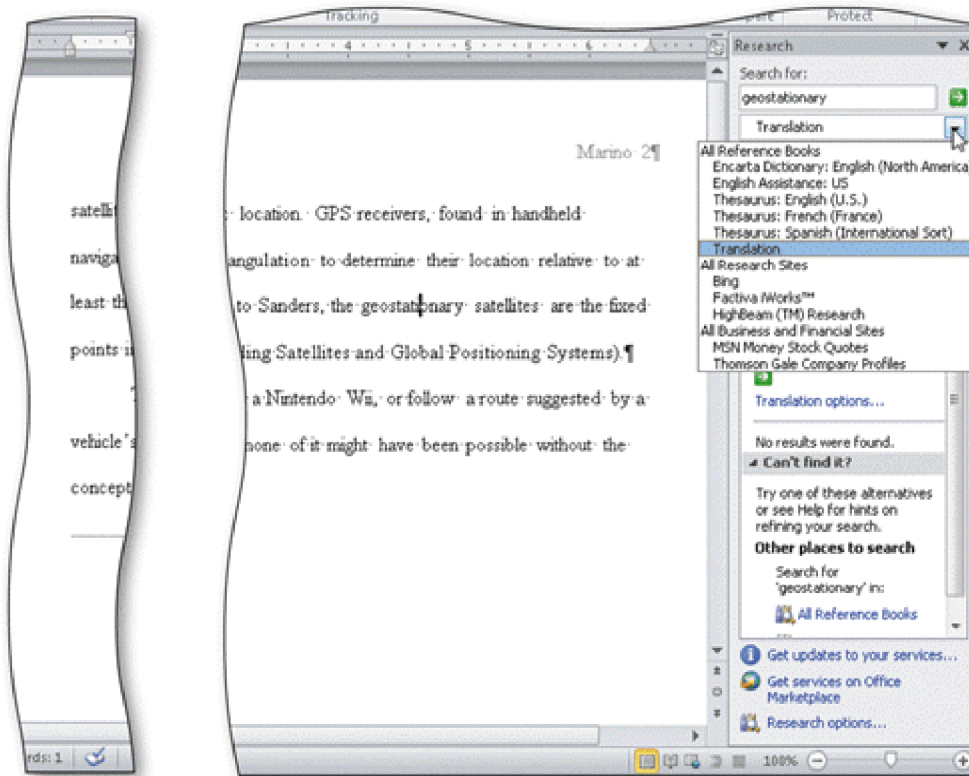 Tracking
Protect
4 5 6
Research
Search for:
geostationary
Translation
All Reference Books
Encarta Dictionary: English (North America)
English Assistance: US
Thesaurus: English (U.S.)
Thesaurus: French (France)
Thesaurus: Spanish (International Sort)
Translation
All Research Sites
Bing
Factiva iWorks™
HighBeam (TM) Research
All Business and Financial Sites
MSN Money Stock Quotes
Thomson Gale Company Profiles
Translation options...
No results were found.
Can't find it?
Try one of these alternatives
or see Help for hints on
refining your search.
Other places to search
Search for
'geostationary' in:
All Reference Books
Get updates to your services...
Get services on Office
Marketplace
Research options...
Marino 2¶
location. GPS receivers, found in handheld
naviga angulation to determine their location relative to at
least th to Sanders, the geostationary satellites are the fixed
points i ing Satellites and Global Positioning Systems).¶
a Nintendo Wii, or follow a route suggested by a
vehicle's none of it might have been possible without the
concept
rds: 1
100%